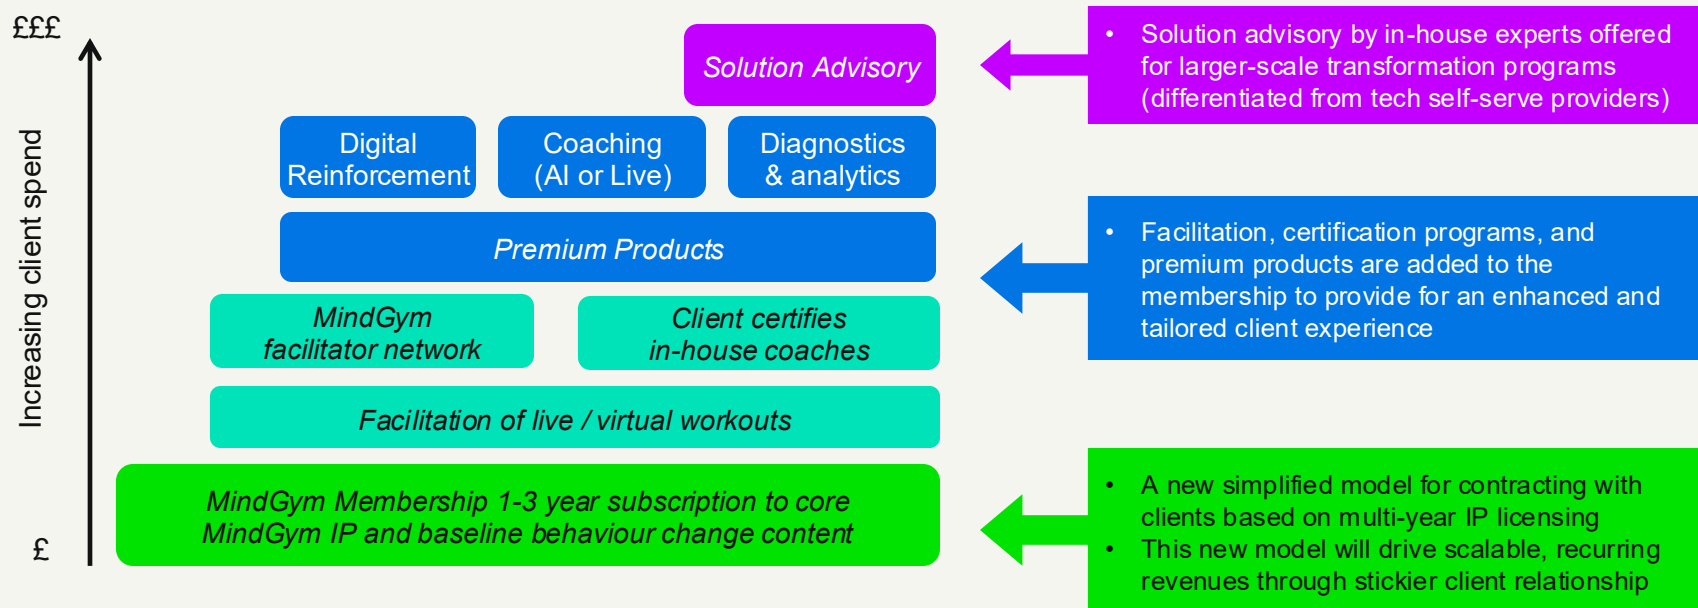 £££
Increasing client spend
£
Solution Advisory
Digital
Reinforcement
Coaching
(AI or Live)
Diagnostics
& analytics
Premium Products
MindGym
facilitator network
Client certifies
in-house coaches
Facilitation of live / virtual workouts
MindGym Membership 1-3 year subscription to core
MindGym IP and baseline behaviour change content
• Solution advisory by in-house experts offered
for larger-scale transformation programs
(differentiated from tech self-serve providers)
• Facilitation, certification programs, and
premium products are added to the
membership to provide for an enhanced and
tailored client experience
• A new simplified model for contracting with
clients based on multi-year IP licensing
• This new model will drive scalable, recurring
revenues through stickier client relationship